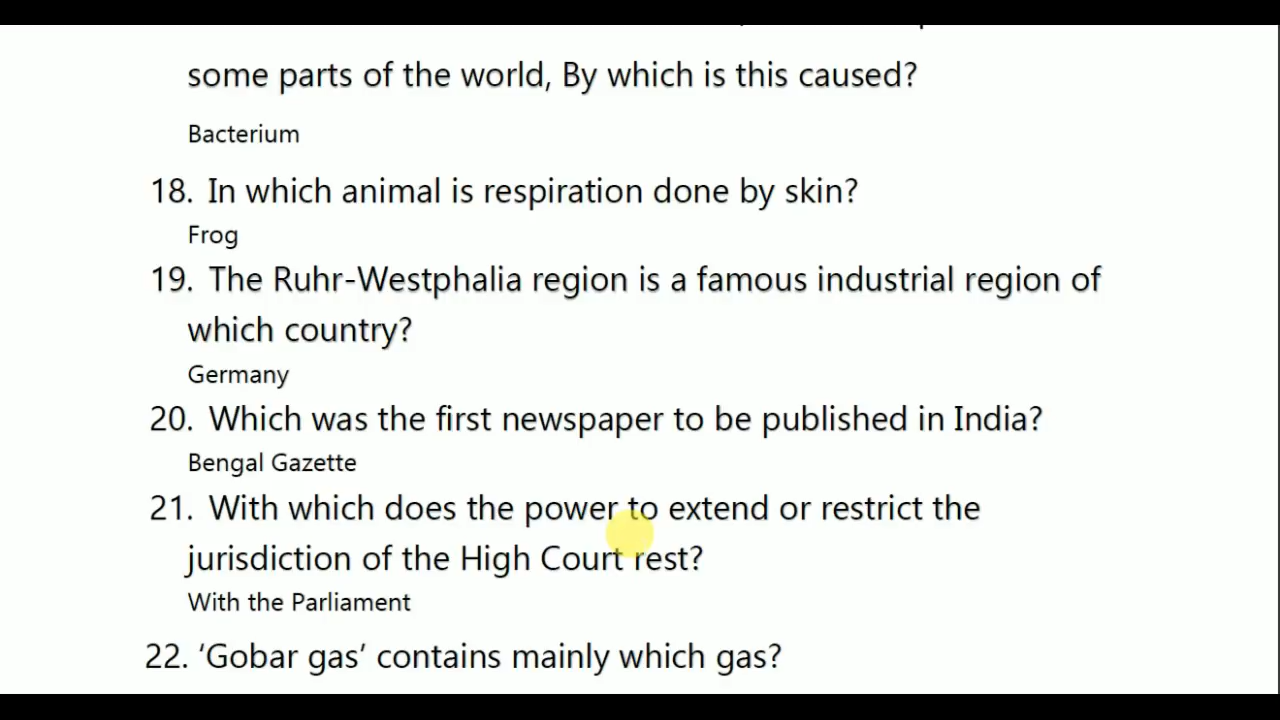 some parts of the world, By which is this caused?
Bacterium
18. In which animal is respiration done by skin?
Frog
19. The Ruhr-Westphalia region is a famous industrial region of
which country?
Germany
20. Which was the first newspaper to be published in India?
Bengal Gazette
21. With which does the power to extend or restrict the
jurisdiction of the High Court rest?
With the Parliament
22. ‘Gobar gas’ contains mainly which gas?